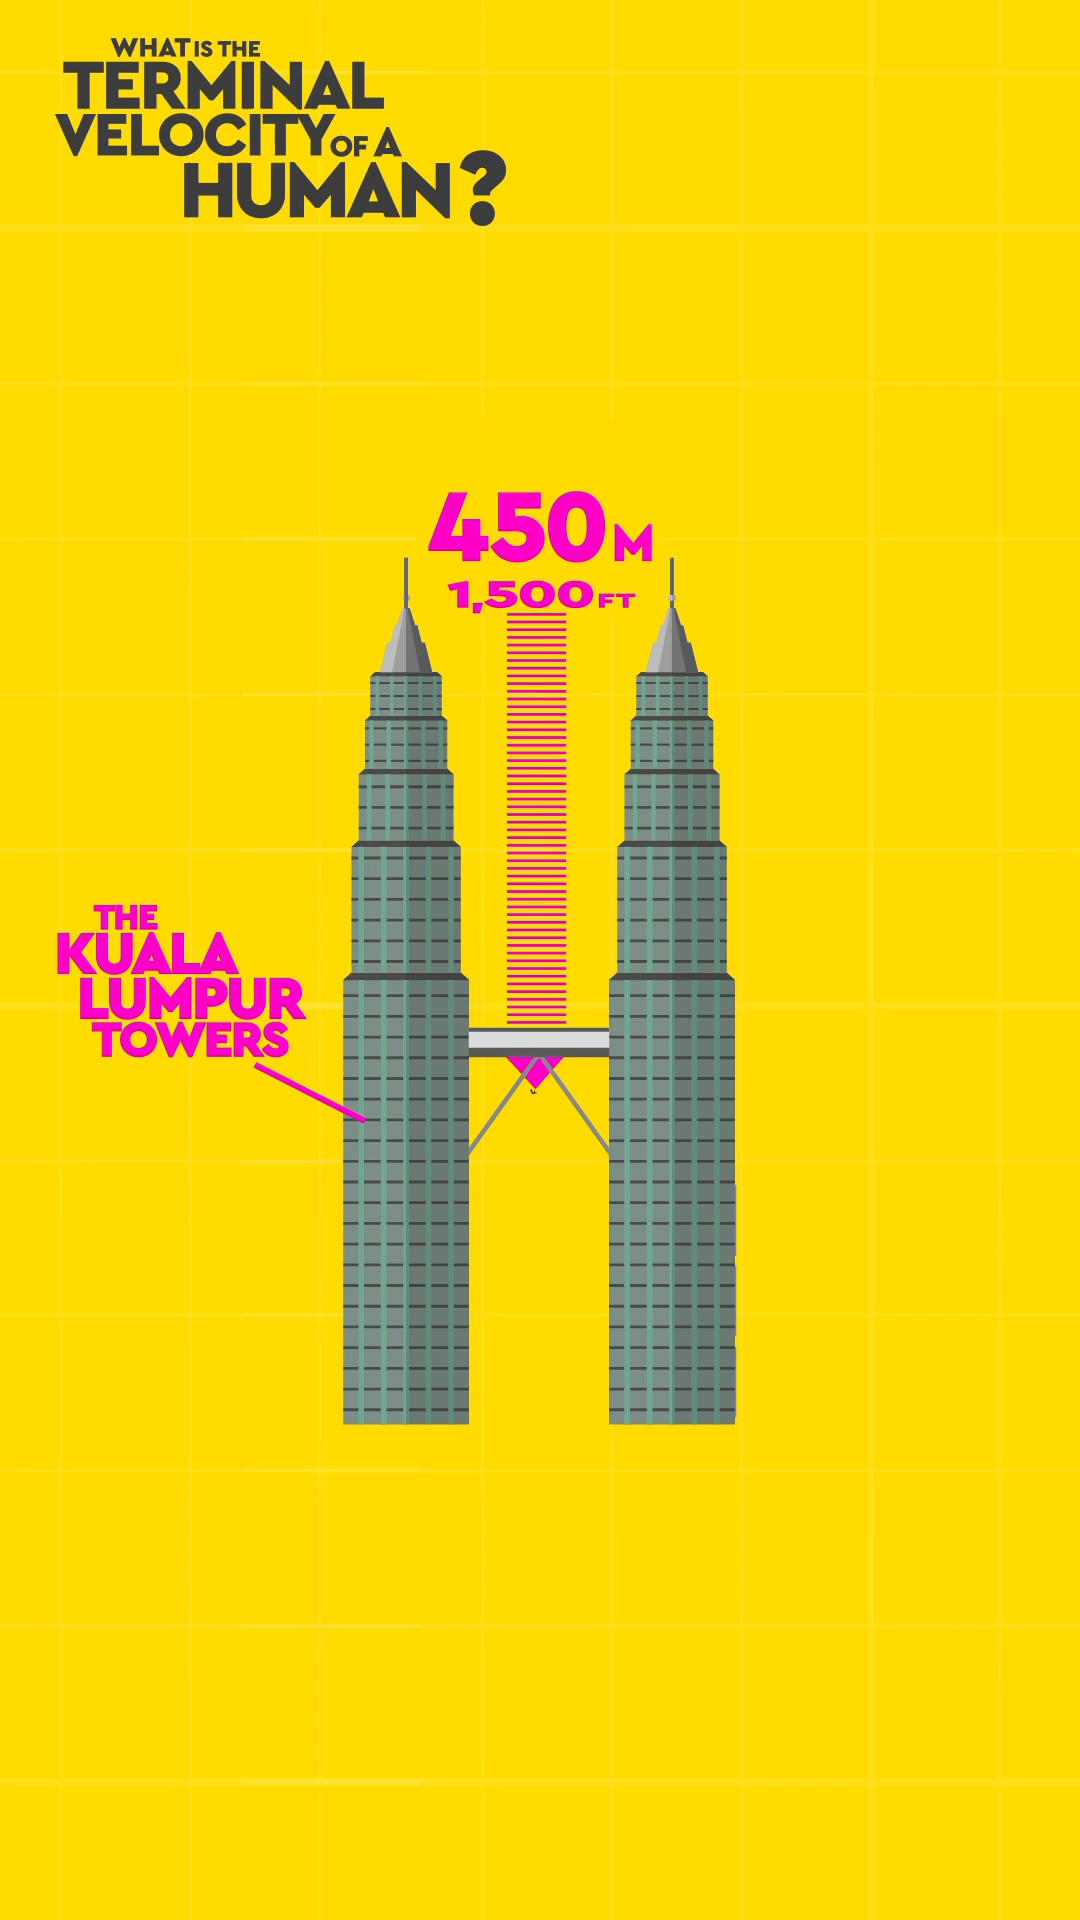 WHAT IS THE
TERMINAL
VELOCITY OF A
HUMAN?
450M
1,500FT
THE
KUALA
LUMPUR
TOWERS